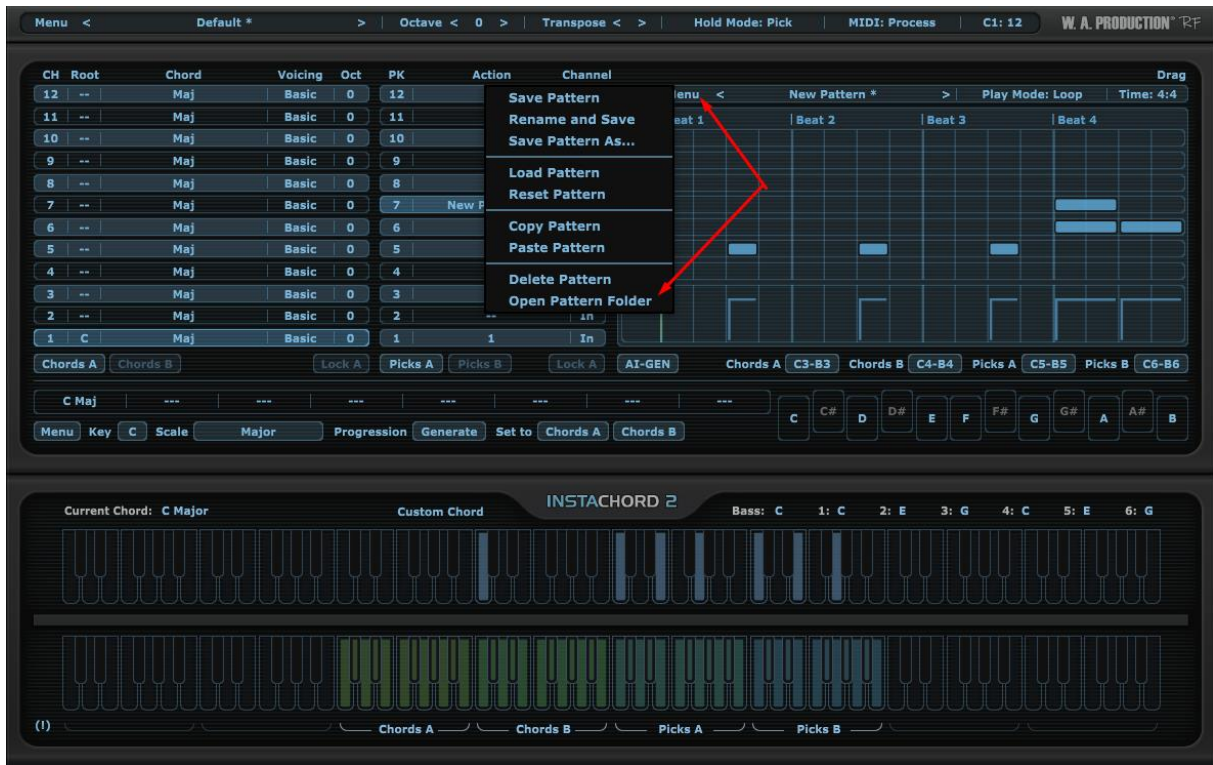 Menu < Default * > Octave < 0 > Transpose < > Hold Mode: Pick MIDI: Process C1: 12 W. A. PRODUCTION® RF
CH Root Chord Voicing Oct PK Action Channel Drag
12 -- Maj Basic 0 12 Save Pattern enu < New Pattern * > Play Mode: Loop Time: 4:4
11 -- Maj Basic 0 11 Rename and Save eat 1 Beat 2 Beat 3 Beat 4
10 -- Maj Basic 0 10 Save Pattern As...
9 -- Maj Basic 0 9 Load Pattern
8 -- Maj Basic 0 8 Reset Pattern
7 -- Maj Basic 0 7 New P
6 -- Maj Basic 0 6 Copy Pattern
5 -- Maj Basic 0 5 Paste Pattern
4 -- Maj Basic 0 4 Delete Pattern
3 -- Maj Basic 0 3 Open Pattern Folder
2 -- Maj Basic 0 2 -- In
1 C Maj Basic 0 1 1 In
Chords A Chords B Lock A Picks A Picks B Lock A AI-GEN Chords A C3-B3 Chords B C4-B4 Picks A C5-B5 Picks B C6-B6
C Maj --- --- --- --- --- --- --- C C# D D# E F F# G G# A A# B
Menu Key C Scale Major Progression Generate Set to Chords A Chords B
INSTACHORD 2
Current Chord: C Major Custom Chord Bass: C 1: C 2: E 3: G 4: C 5: E 6: G
(!) Chords A Chords B Picks A Picks B